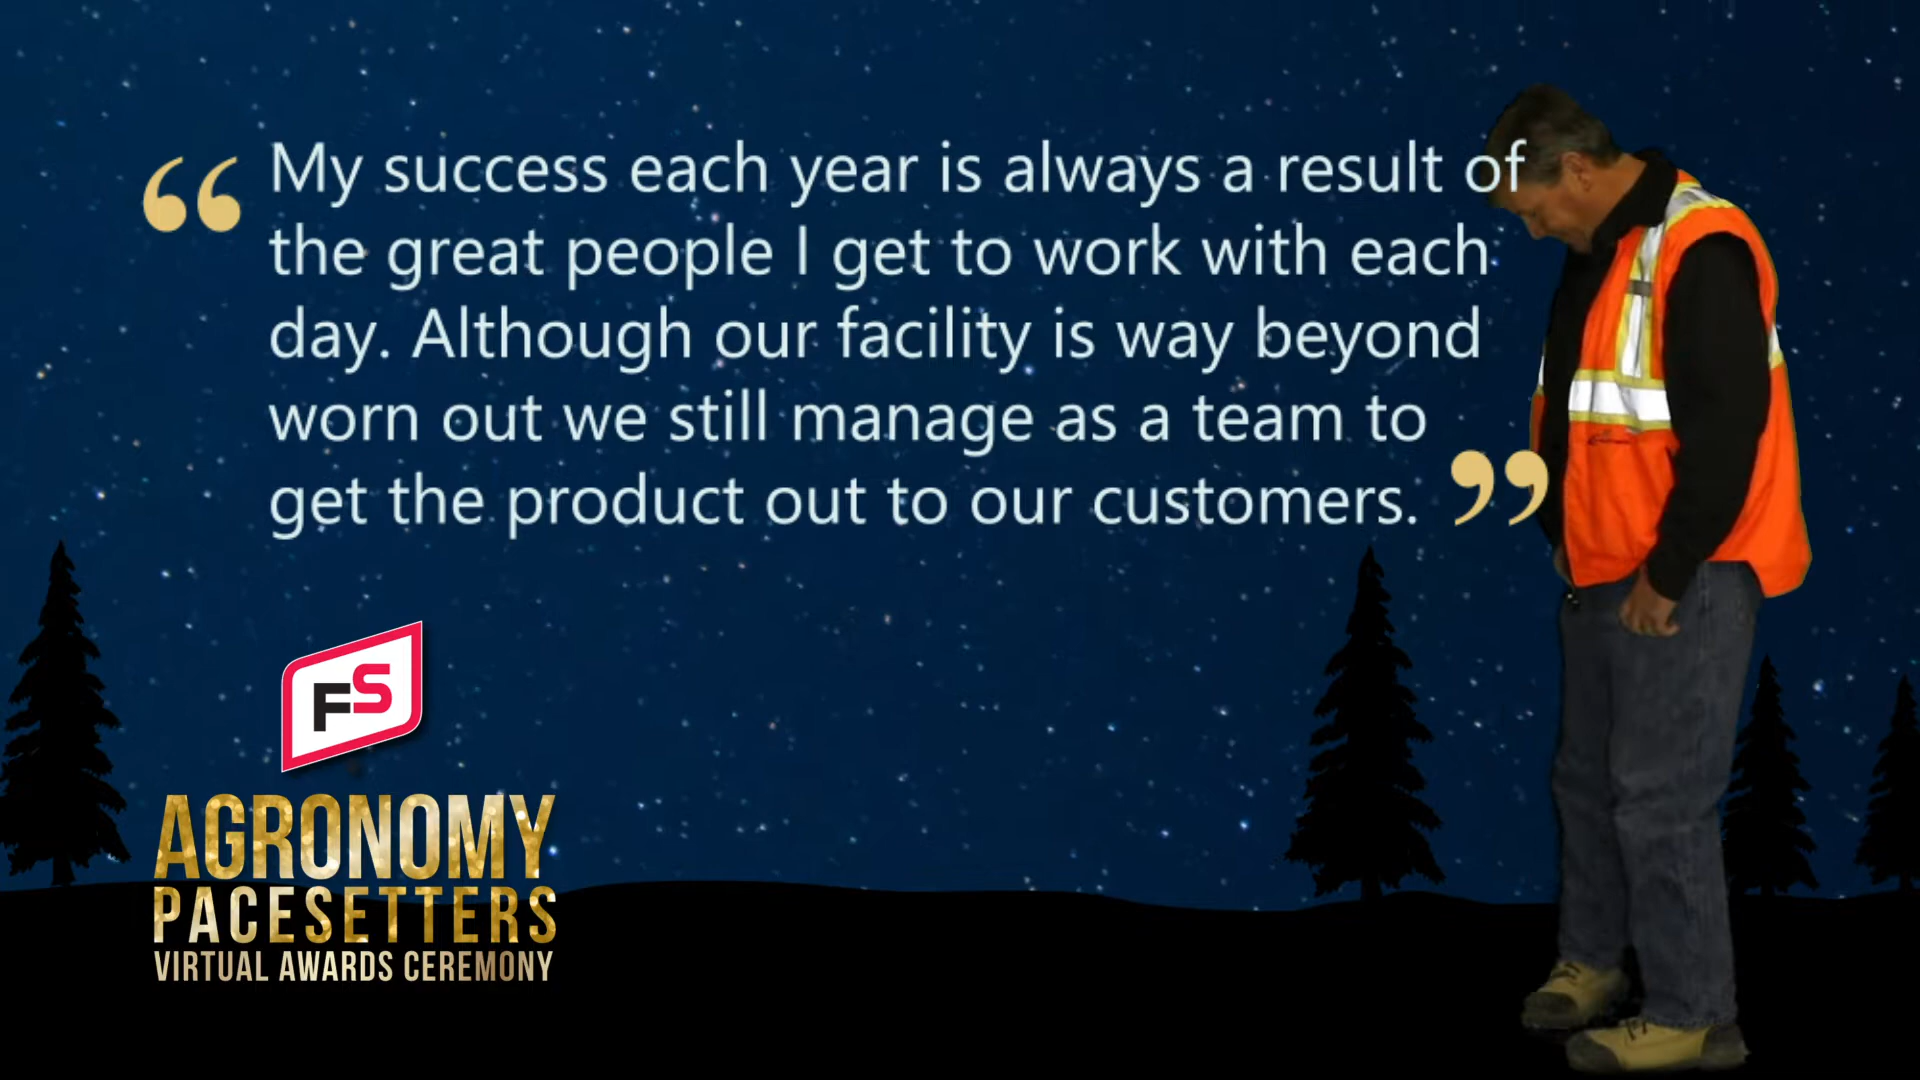 “ My success each year is always a result of
the great people I get to work with each
day. Although our facility is way beyond
worn out we still manage as a team to
get the product out to our customers. ”
FS
AGRONOMY
PACESETTERS
VIRTUAL AWARDS CEREMONY